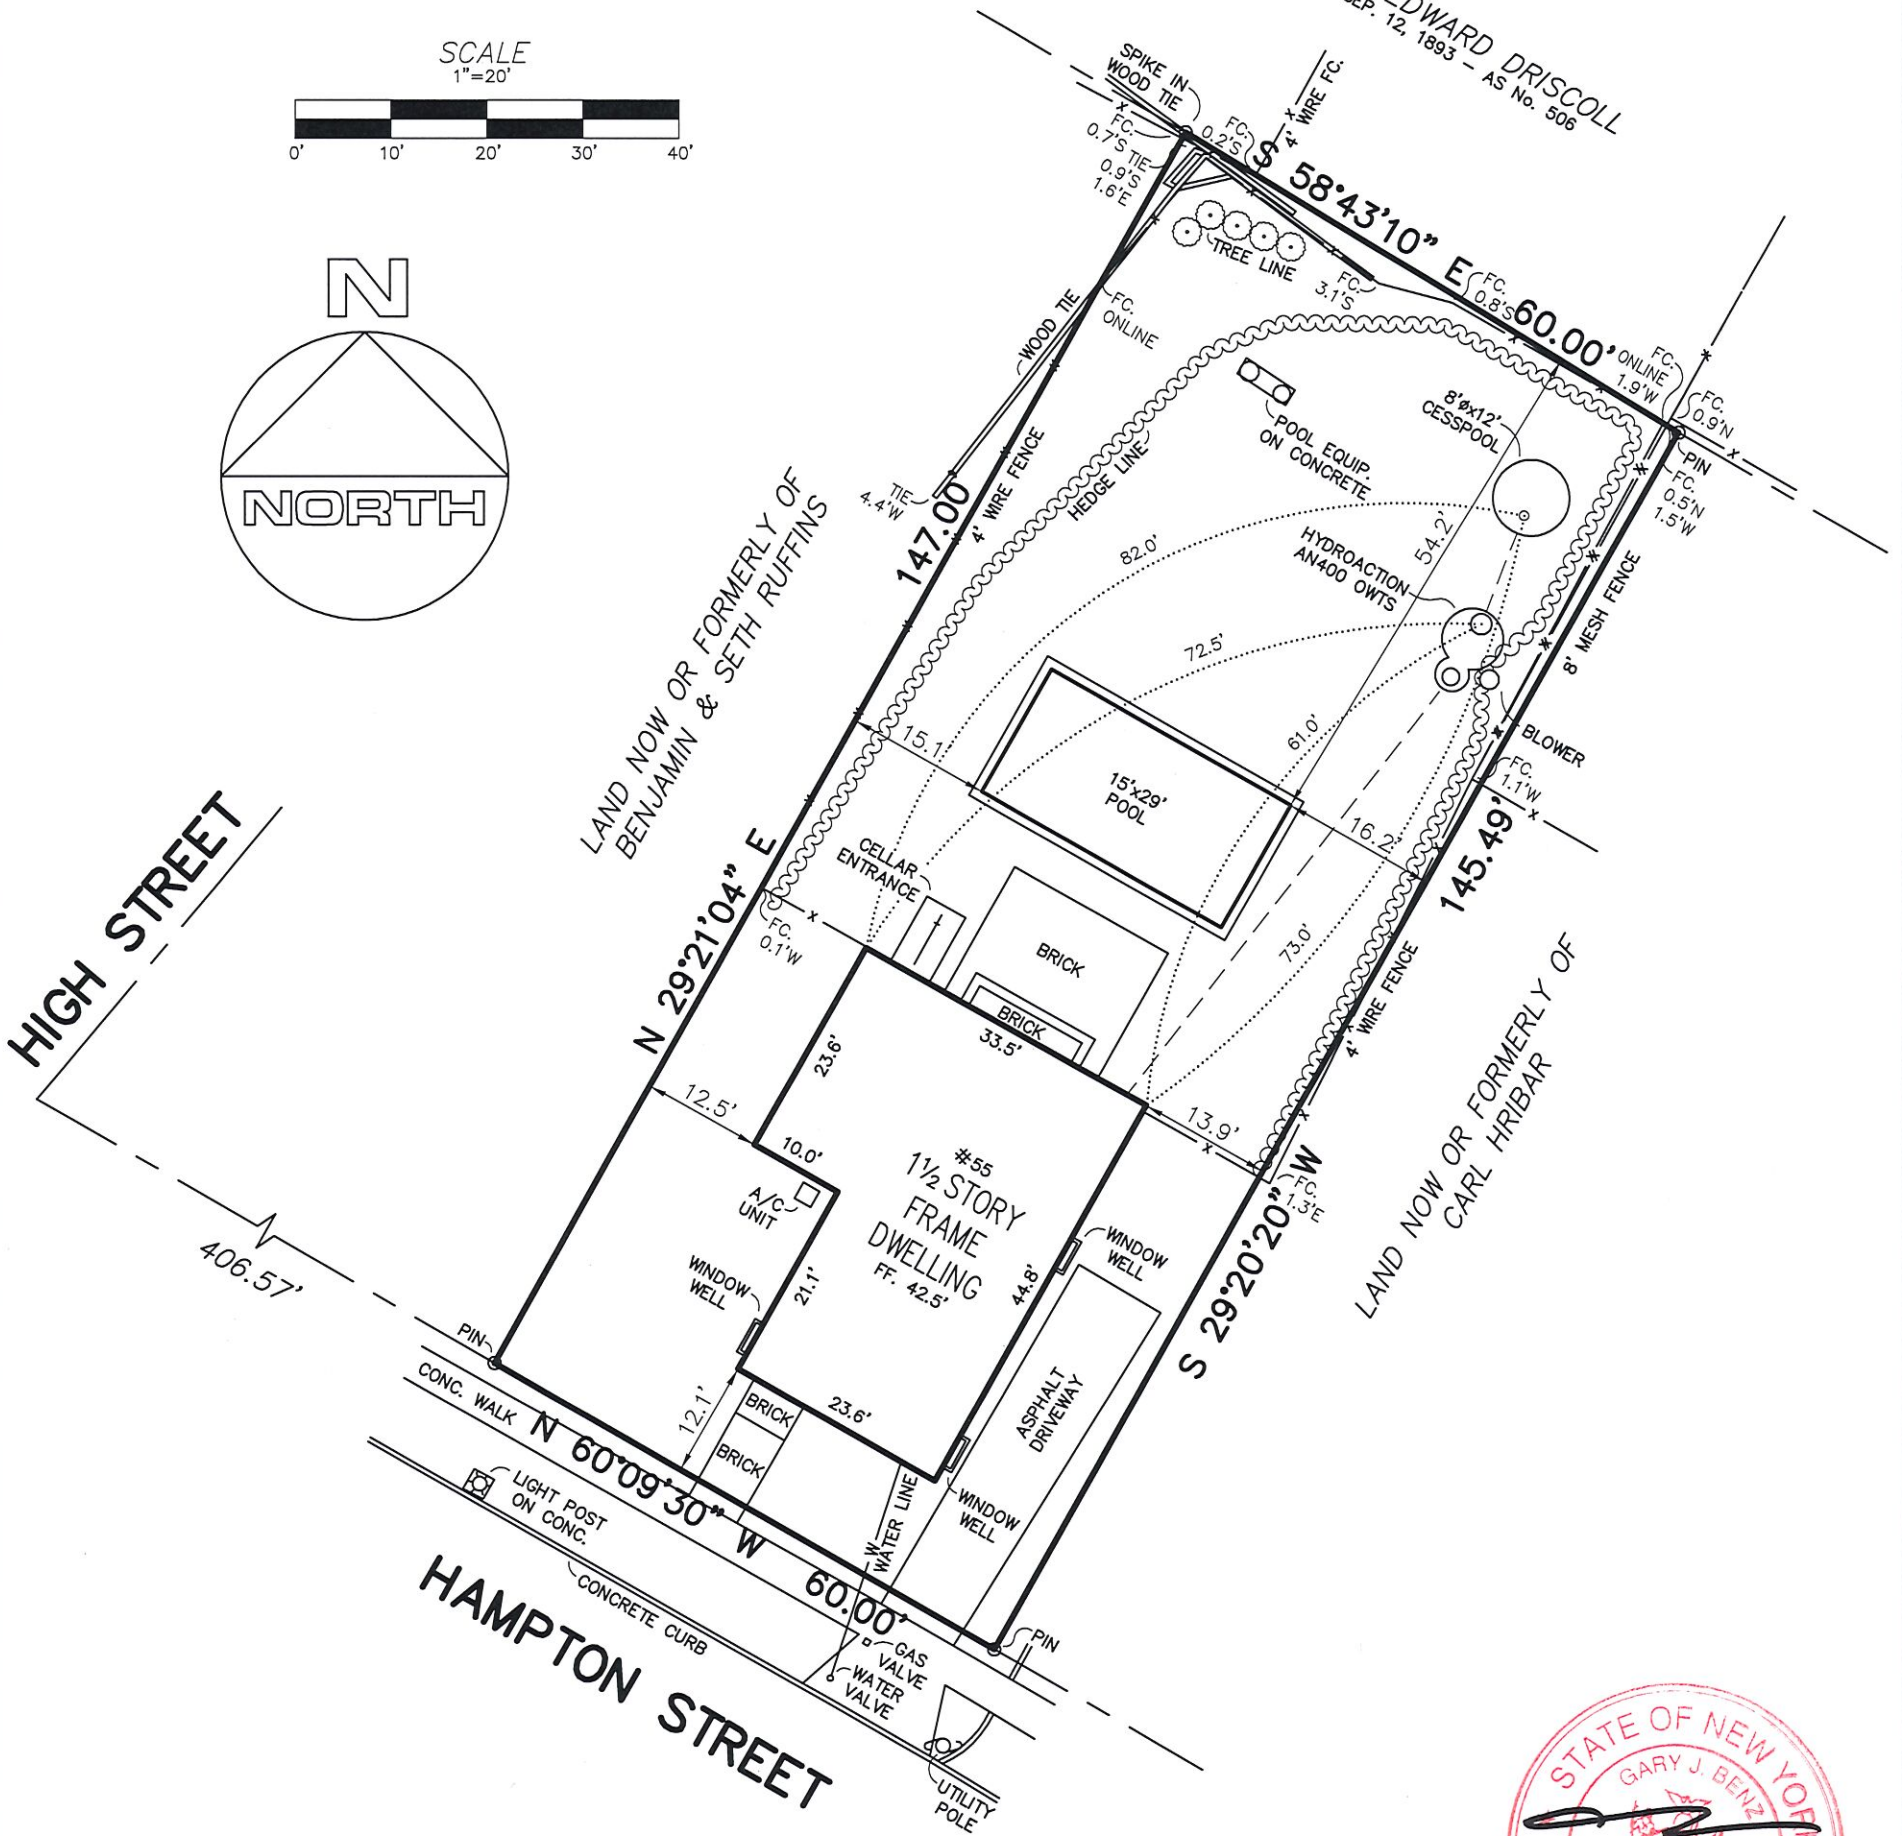 SCALE
1"=20'
0' 10' 20' 30' 40'
N
NORTH
EDWARD DRISCOLL
SEP. 12, 1893 – AS No. 506
SPIKE IN
WOOD TIE
FC.
0.7'S
TIE
0.9'S
1.6'E
FC.
0.2'S
4' WIRE FC.
S 58°43'10" E 60.00'
TREE LINE
FC.
3.1'S
FC.
0.8'S
FC.
ONLINE
1.9'W
FC.
0.9'N
PIN
FC.
0.5'N
1.5'W
FC.
ONLINE
WOOD TIE
TIE
4.4'W
4' WIRE FENCE
HEDGE LINE
POOL EQUIP.
ON CONCRETE
8'øx12'
CESSPOOL
HYDROACTION
AN400 OWTS
54.2'
82.0'
72.5'
61.0'
73.0'
8' MESH FENCE
BLOWER
FC.
1.1'W
LAND NOW OR FORMERLY OF
BENJAMIN & SETH RUFFINS
N 29°21'04" E 147.00
15.1'
15'x29'
POOL
16.2'
145.49'
S 29°20'20" W
4' WIRE FENCE
LAND NOW OR FORMERLY OF
CARL HRIBAR
HIGH STREET
406.57'
CELLAR
ENTRANCE
FC.
0.1'W
BRICK
BRICK
33.5'
23.6'
12.5'
10.0'
13.9'
FC.
1.3'E
#55
1½ STORY
FRAME
DWELLING
FF. 42.5'
A/C
UNIT
WINDOW
WELL
21.1'
44.8'
WINDOW
WELL
ASPHALT
DRIVEWAY
23.6'
12.1'
BRICK
BRICK
WINDOW
WELL
W
WATER LINE
PIN
CONC. WALK
N 60°09'30" W 60.00'
LIGHT POST
ON CONC.
CONCRETE CURB
PIN
GAS
VALVE
WATER
VALVE
UTILITY
POLE
HAMPTON STREET
STATE OF NEW YORK
GARY J. BENZ